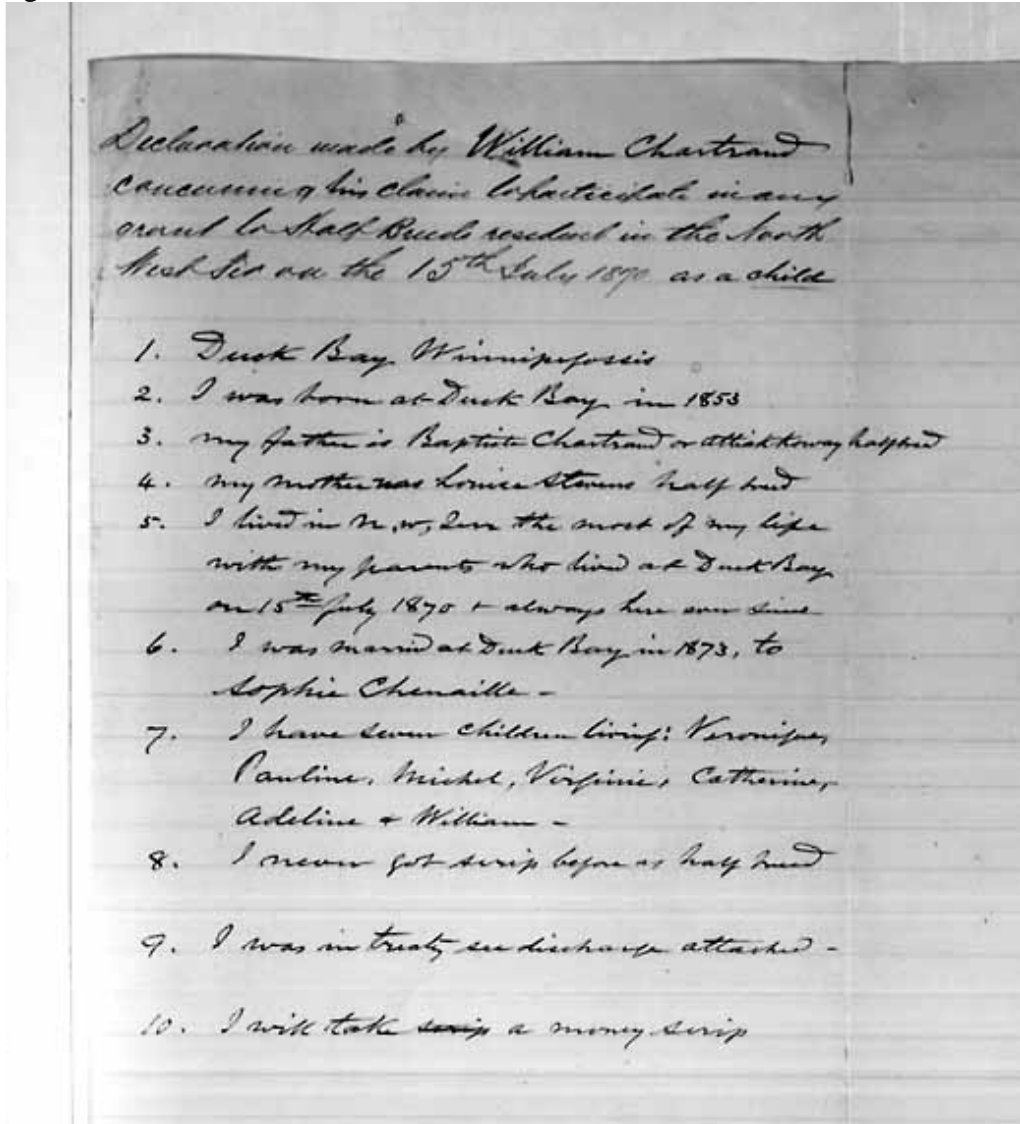 Declaration made by William Chartrand
concerning his claim to participate in any
grant to Half Breeds resident in the North
West Ter on the 15th July 1870 as a child
1. Duck Bay Winnipegossis
2. I was born at Duck Bay in 1853
3. my father is Baptiste Chartrand or halfbreed
4. my mother was Louise Stevens half breed
5. I lived in N.W. Terr the most of my life
with my parents who lived at Duck Bay
on 15th July 1870 + always here ever since
6. I was married at Duck Bay in 1873, to
Sophie Chenaille -
7. I have seven children living: Veronique,
Pauline, Michel, Virginie, Catherine,
Adeline + William -
8. I never got scrip before as half breed
9. I was in treaty see discharge attached -
10. I will take scrip a money scrip